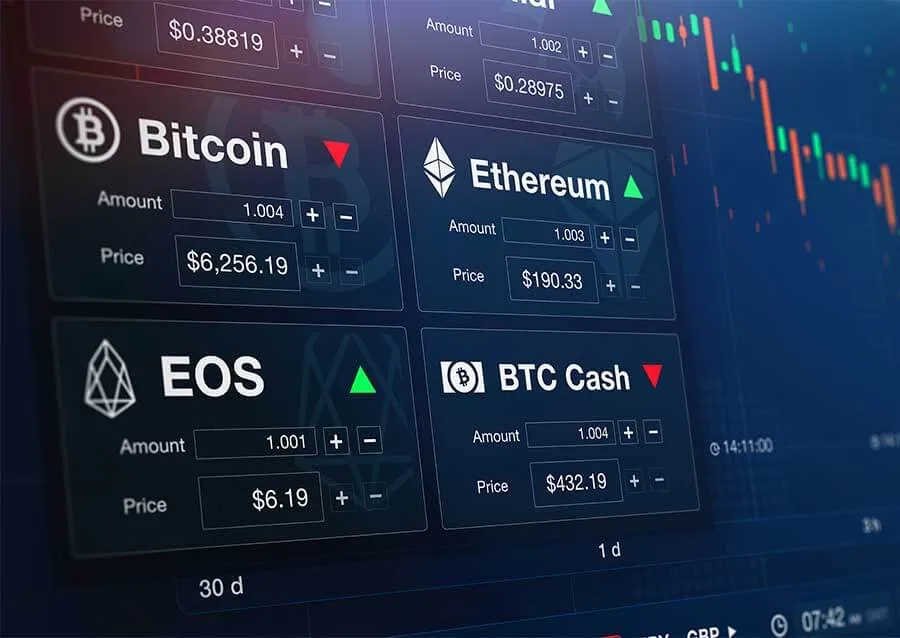 Price $0.38819 + −
Amount 1.002 + −
Price $0.28975 + −
Bitcoin
Amount 1.004 + −
Price $6,256.19 + −
Ethereum
Amount 1.003 + −
Price $190.33 + −
EOS
Amount 1.001 + −
Price $6.19 + −
BTC Cash
Amount 1.004 + −
Price $432.19 + −
14:11:00
30 d
1 d
3 h
GBP
07:42